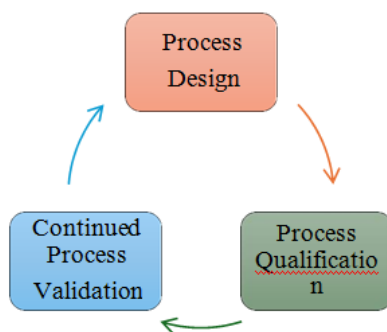 Process
Design
Continued
Process
Validation
Process
Qualificatio
n